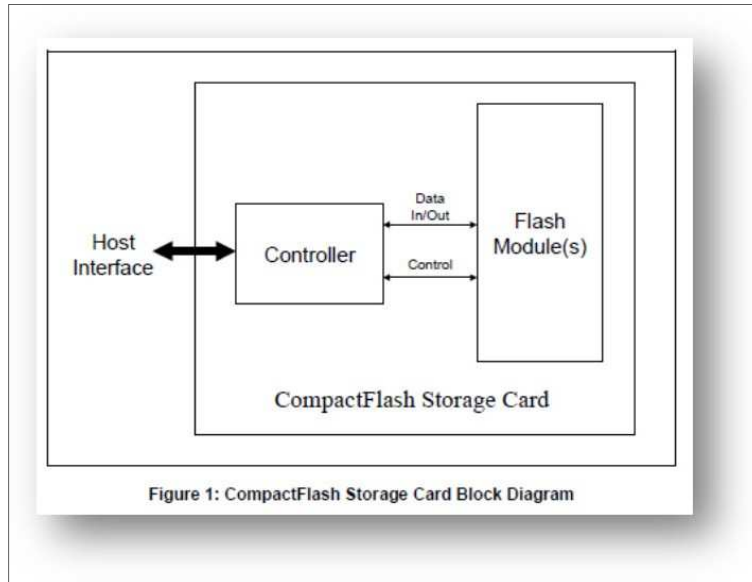 Host
Interface
Controller
Data
In/Out
Control
Flash
Module(s)
CompactFlash Storage Card
Figure 1: CompactFlash Storage Card Block Diagram